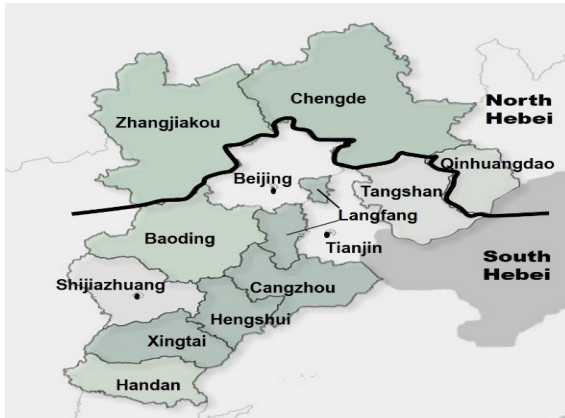 Chengde
North
Hebei
Zhangjiakou
Qinhuangdao
Beijing
Tangshan
Langfang
Baoding
Tianjin
South
Hebei
Shijiazhuang
Cangzhou
Hengshui
Xingtai
Handan